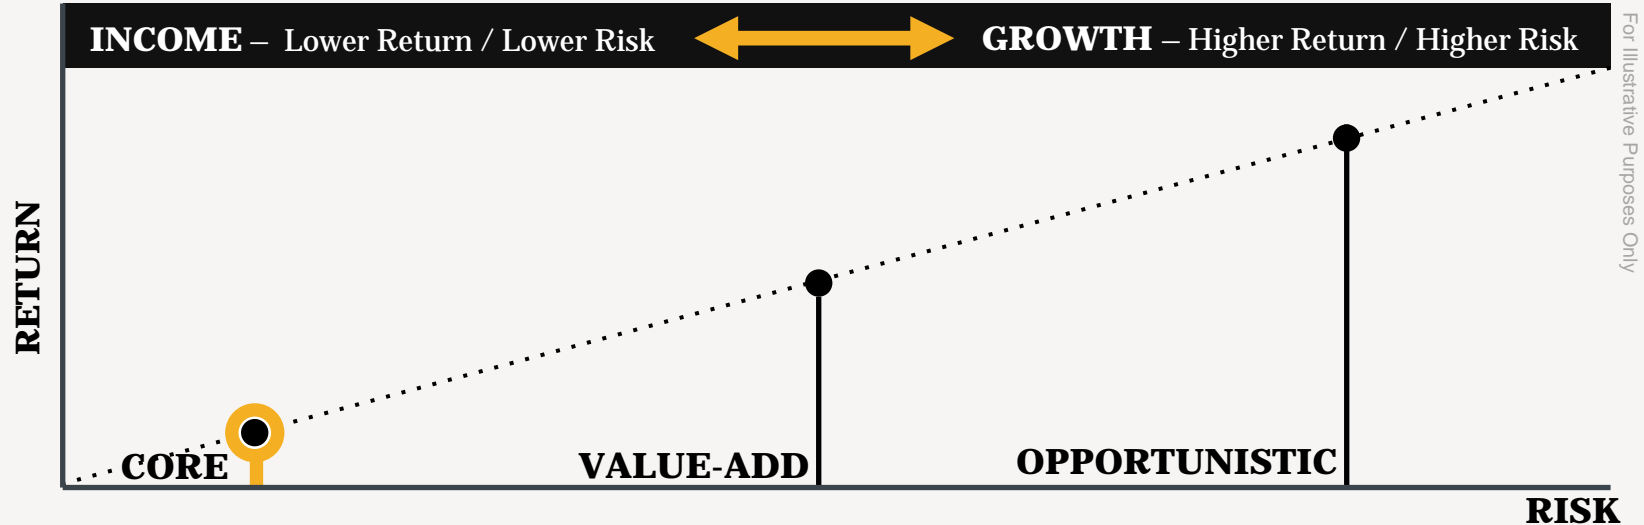 INCOME – Lower Return / Lower Risk
GROWTH – Higher Return / Higher Risk
For Illustrative Purposes Only
RETURN
CORE
VALUE-ADD
OPPORTUNISTIC
RISK